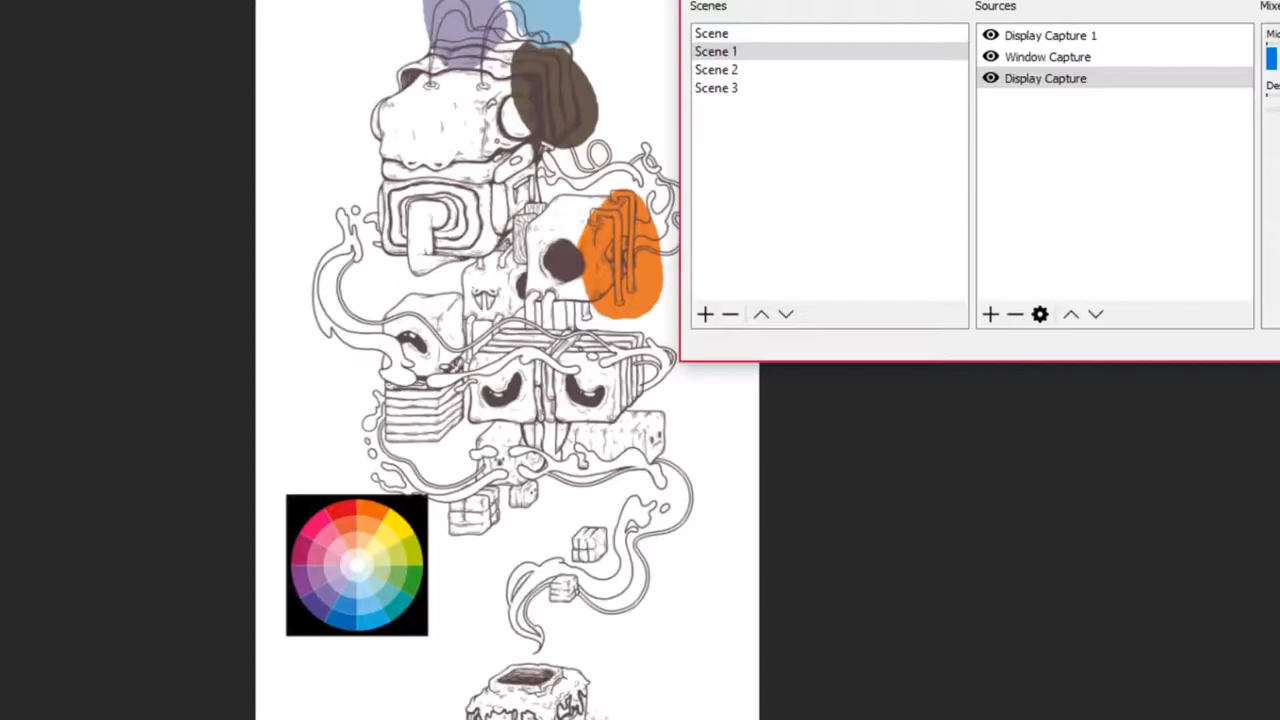 Scenes
Sources
Scene
Scene 1
Scene 2
Scene 3
Display Capture 1
Window Capture
Display Capture